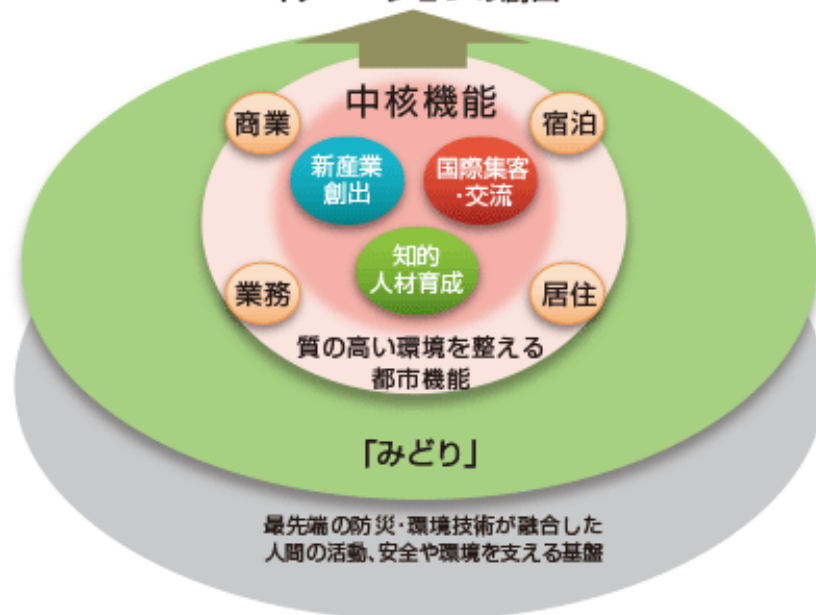 中核機能
商業
宿泊
新産業
創出
国際集客
・交流
知的
人材育成
業務
居住
質の高い環境を整える
都市機能
「みどり」
最先端の防災・環境技術が融合した
人間の活動、安全や環境を支える基盤